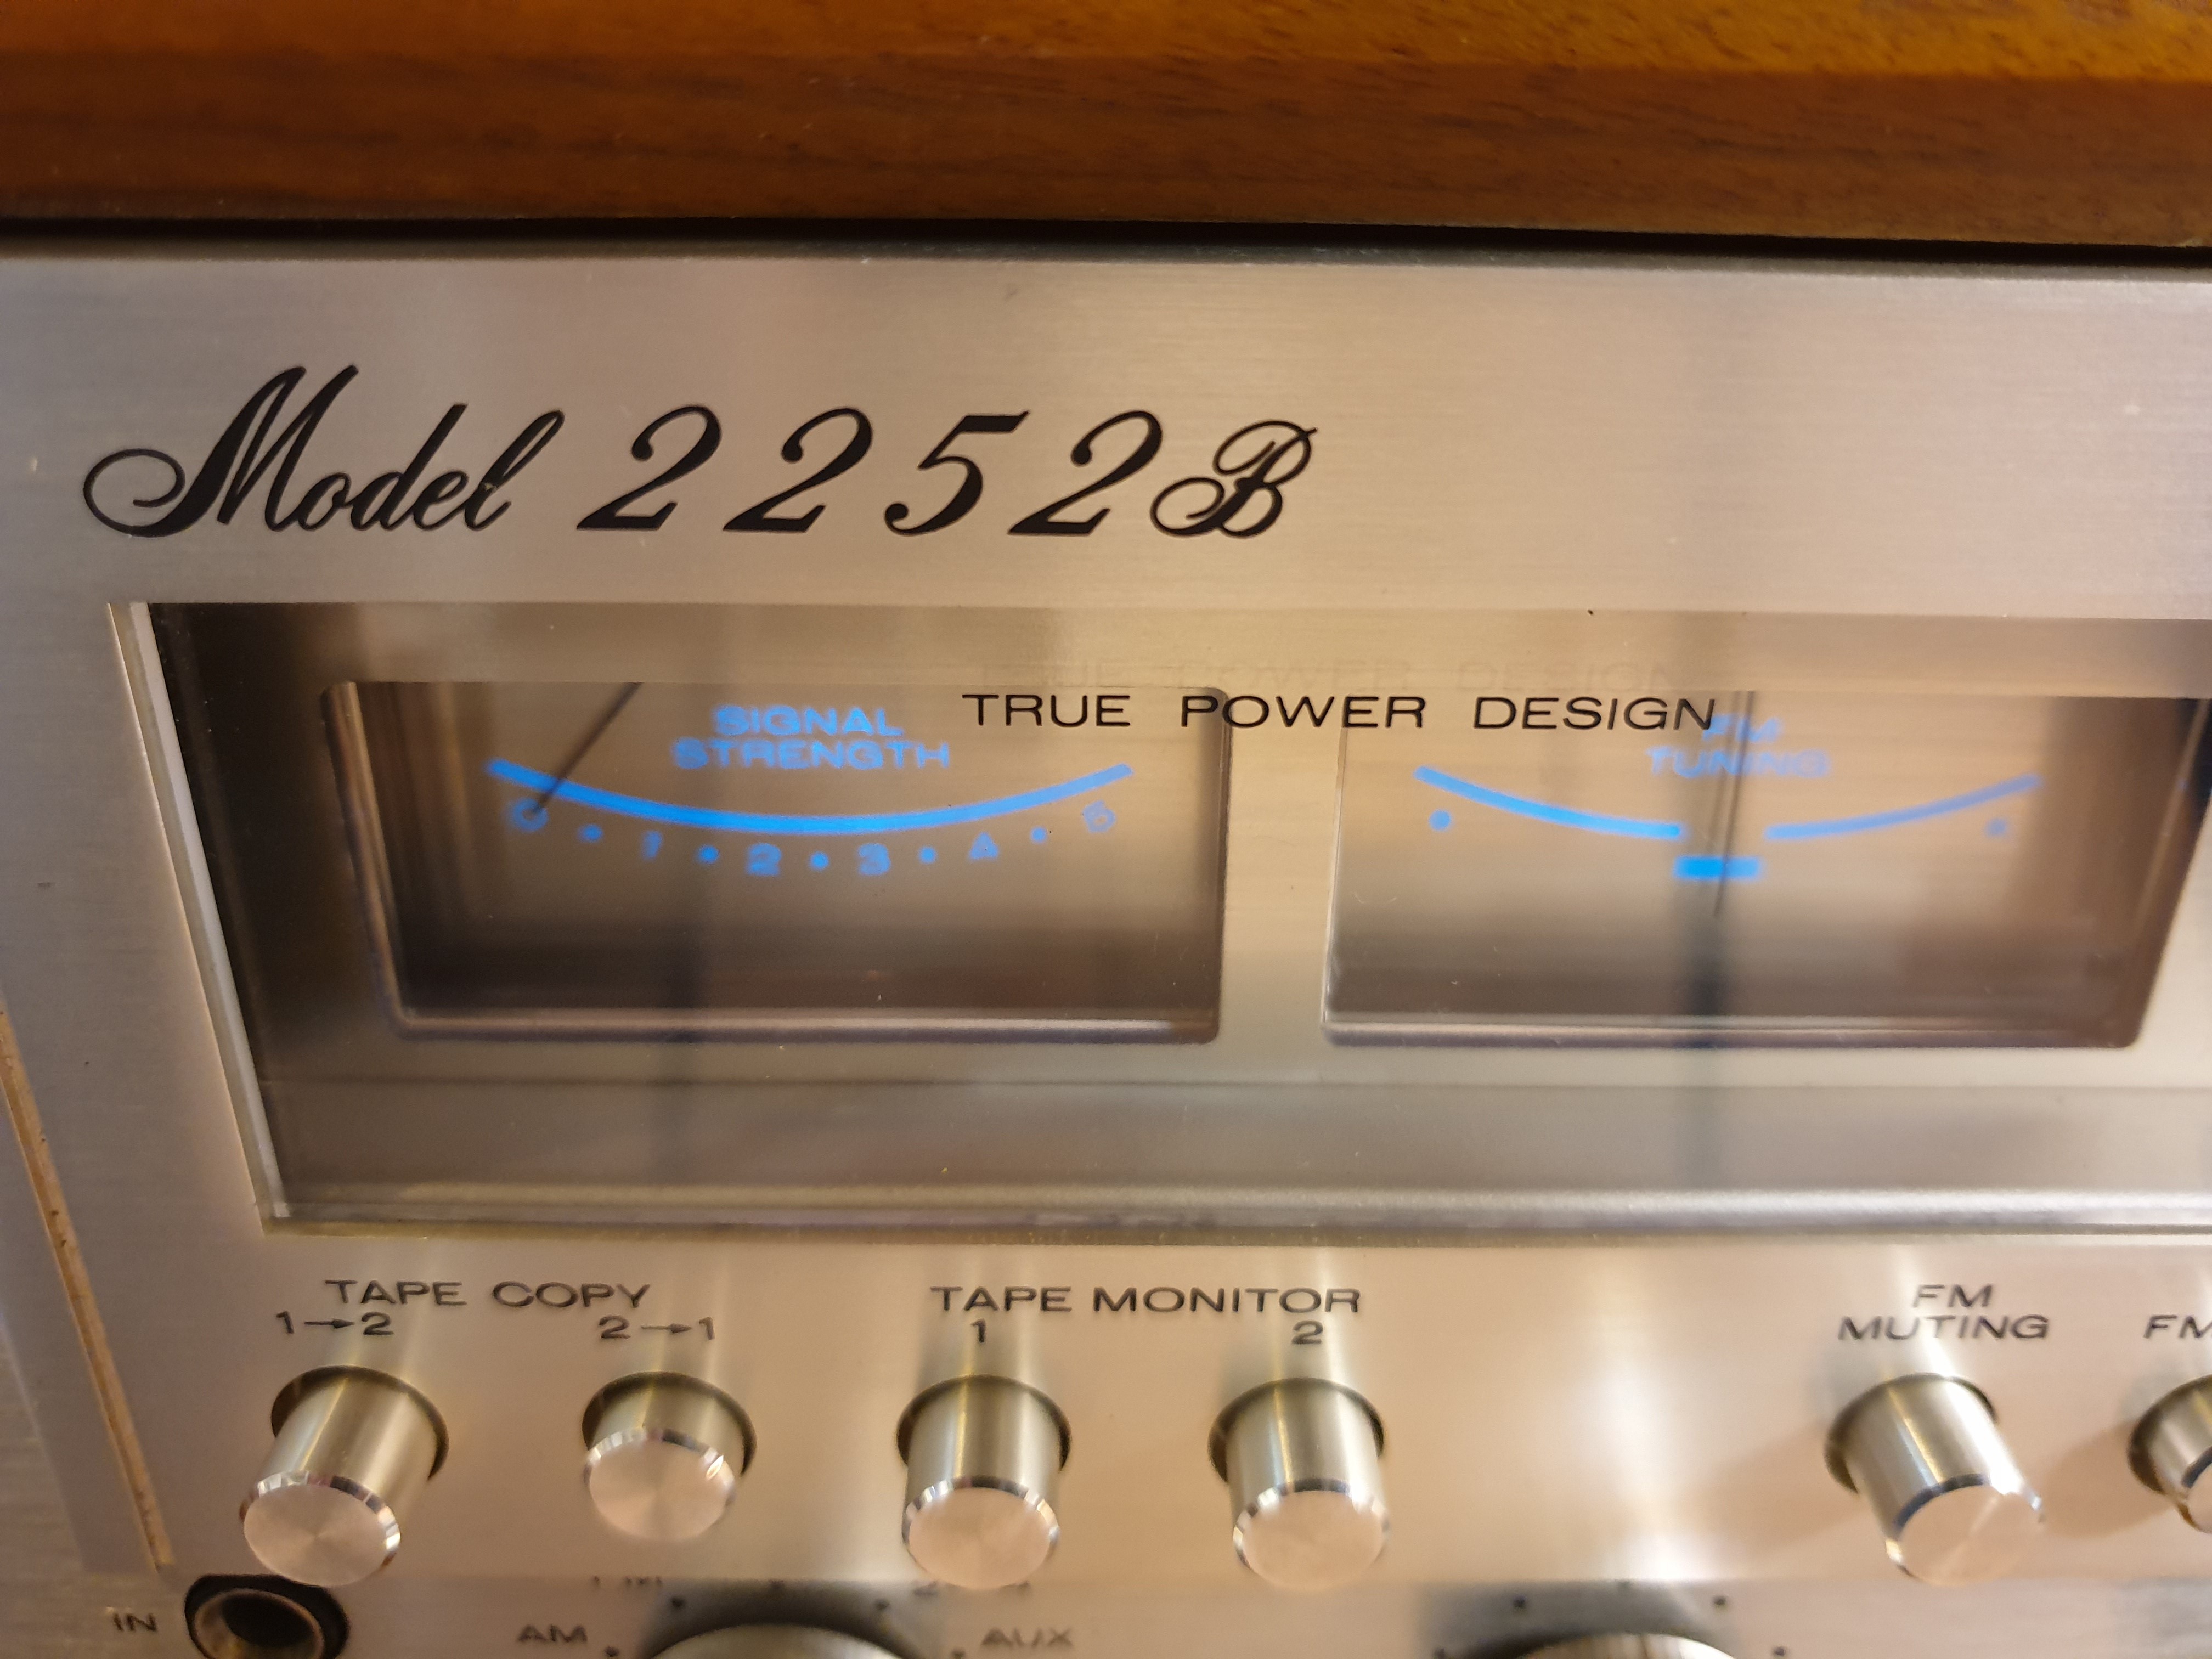 Model 2252B
TRUE POWER DESIGN
SIGNAL
STRENGTH
0 • 1 • 2 • 3 • 4 • 5
FM
TUNING
TAPE COPY
1→2 2→1
TAPE MONITOR
1 2
FM
MUTING
FM
IN
AM
AUX